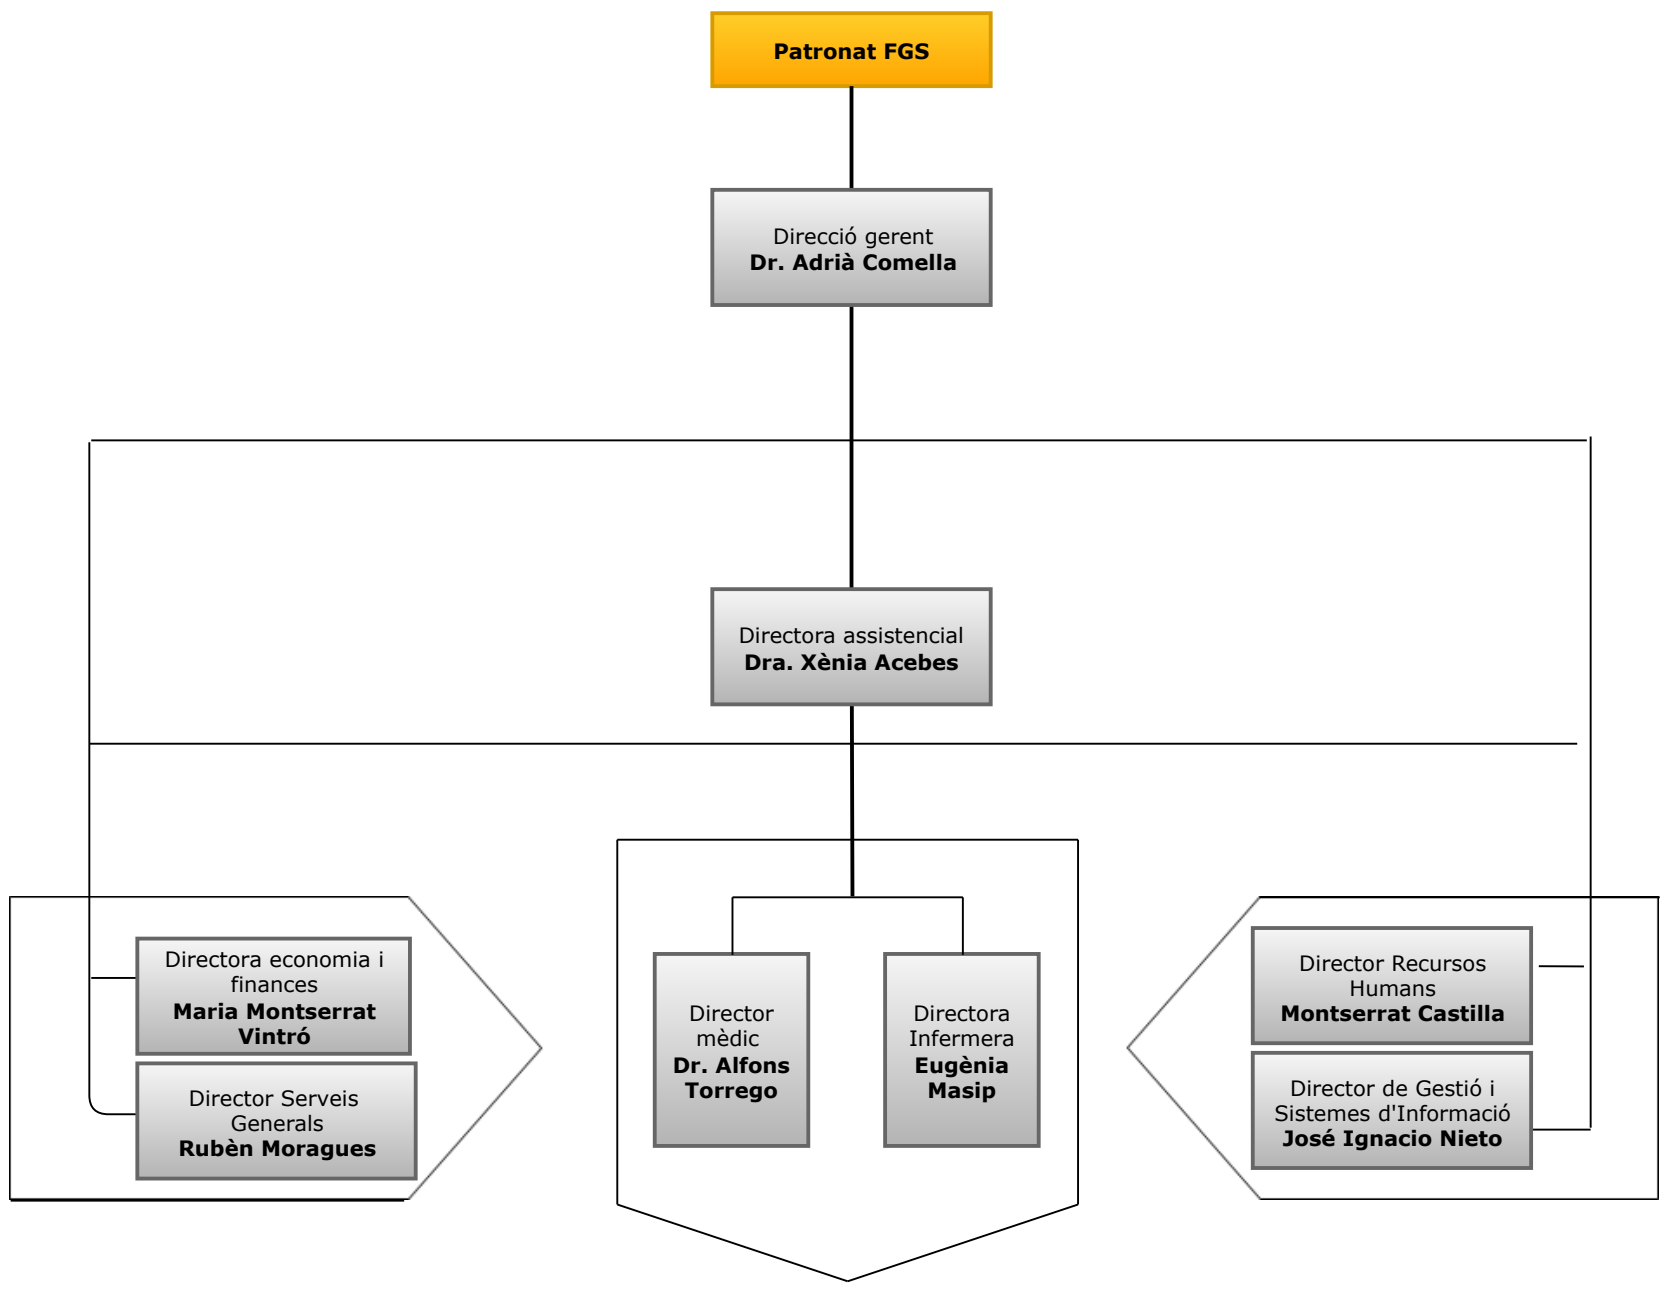 Patronat FGS
Direcció gerent
Dr. Adrià Comella
Directora assistencial
Dra. Xènia Acebes
Directora economia i
finances
Maria Montserrat
Vintró
Director Serveis
Generals
Rubèn Moragues
Director
mèdic
Dr. Alfons
Torrego
Directora
Infermera
Eugènia
Masip
Director Recursos
Humans
Montserrat Castilla
Director de Gestió i
Sistemes d'Informació
José Ignacio Nieto